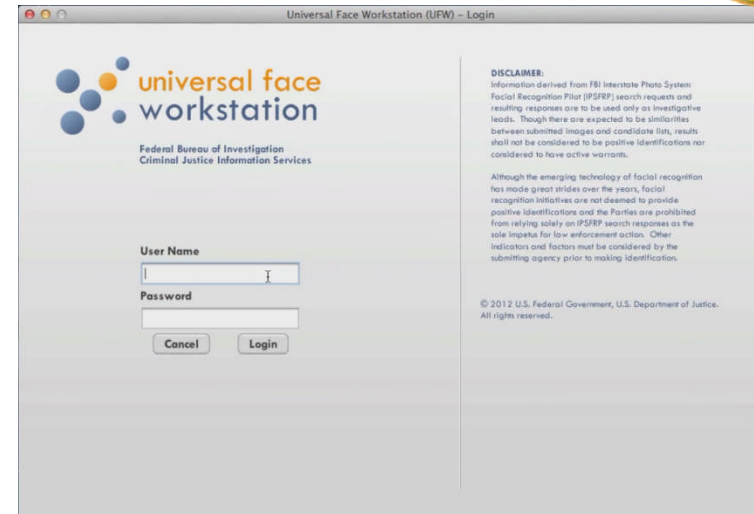 Universal Face Workstation (UFW) – Login
universal face
workstation
Federal Bureau of Investigation
Criminal Justice Information Services
User Name
Password
Cancel
Login
DISCLAIMER:
Information derived from FBI Interstate Photo System
Facial Recognition Pilot (IPSFRP) search requests and
resulting responses are to be used only as investigative
leads. Though there are expected to be similarities
between submitted images and candidate lists, results
shall not be considered to be positive identifications nor
considered to have active warrants.
Although the emerging technology of facial recognition
has made great strides over the years, facial
recognition initiatives are not deemed to provide
positive identifications and the Parties are prohibited
from relying solely on IPSFRP search responses as the
sole impetus for law enforcement action. Other
indicators and factors must be considered by the
submitting agency prior to making identification.
© 2012 U.S. Federal Government, U.S. Department of Justice.
All rights reserved.